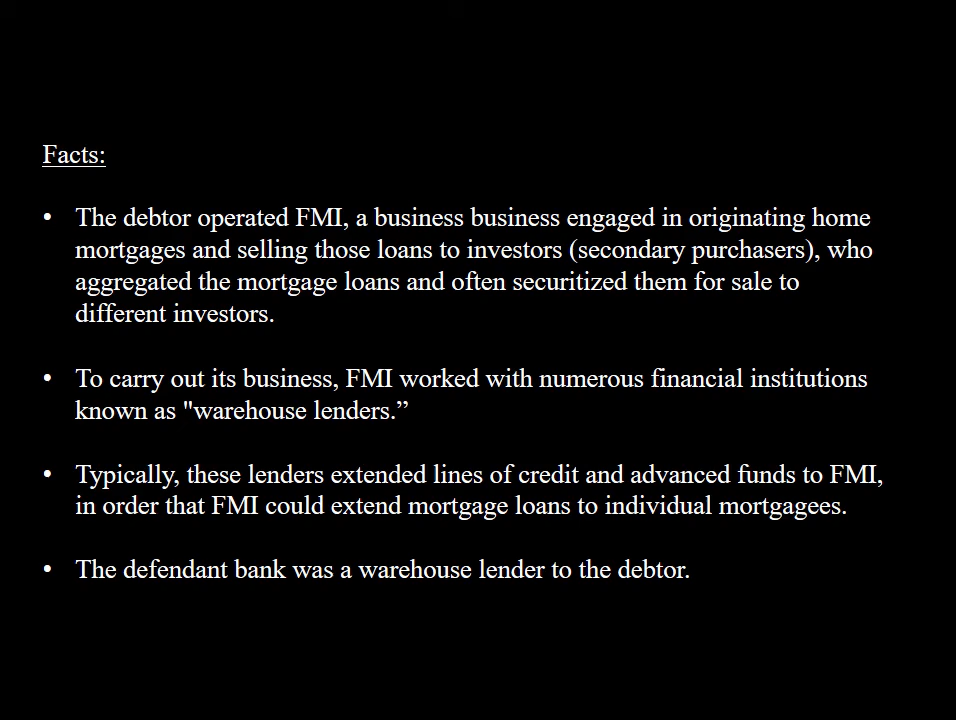 Facts:
• The debtor operated FMI, a business business engaged in originating home
mortgages and selling those loans to investors (secondary purchasers), who
aggregated the mortgage loans and often securitized them for sale to
different investors.
• To carry out its business, FMI worked with numerous financial institutions
known as "warehouse lenders.”
• Typically, these lenders extended lines of credit and advanced funds to FMI,
in order that FMI could extend mortgage loans to individual mortgagees.
• The defendant bank was a warehouse lender to the debtor.